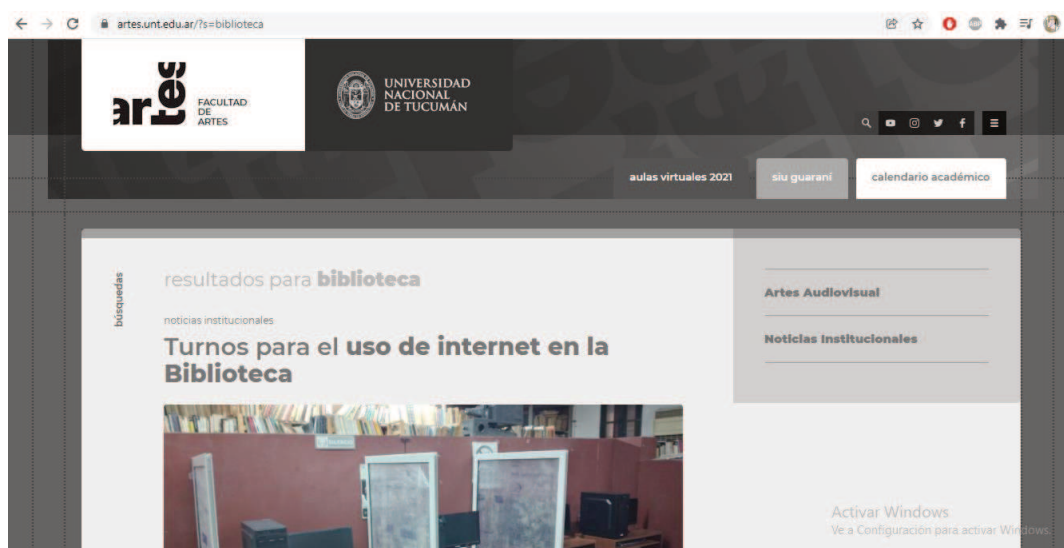 artes.unt.edu.ar/?s=biblioteca
artes
FACULTAD
DE
ARTES
UNIVERSIDAD
NACIONAL
DE TUCUMÁN
aulas virtuales 2021
siu guaraní
calendario académico
búsquedas
resultados para biblioteca
noticias institucionales
Turnos para el uso de internet en la
Biblioteca
Artes Audiovisual
Noticias Institucionales
SILENCIO
Activar Windows
Ve a Configuración para activar Windows.